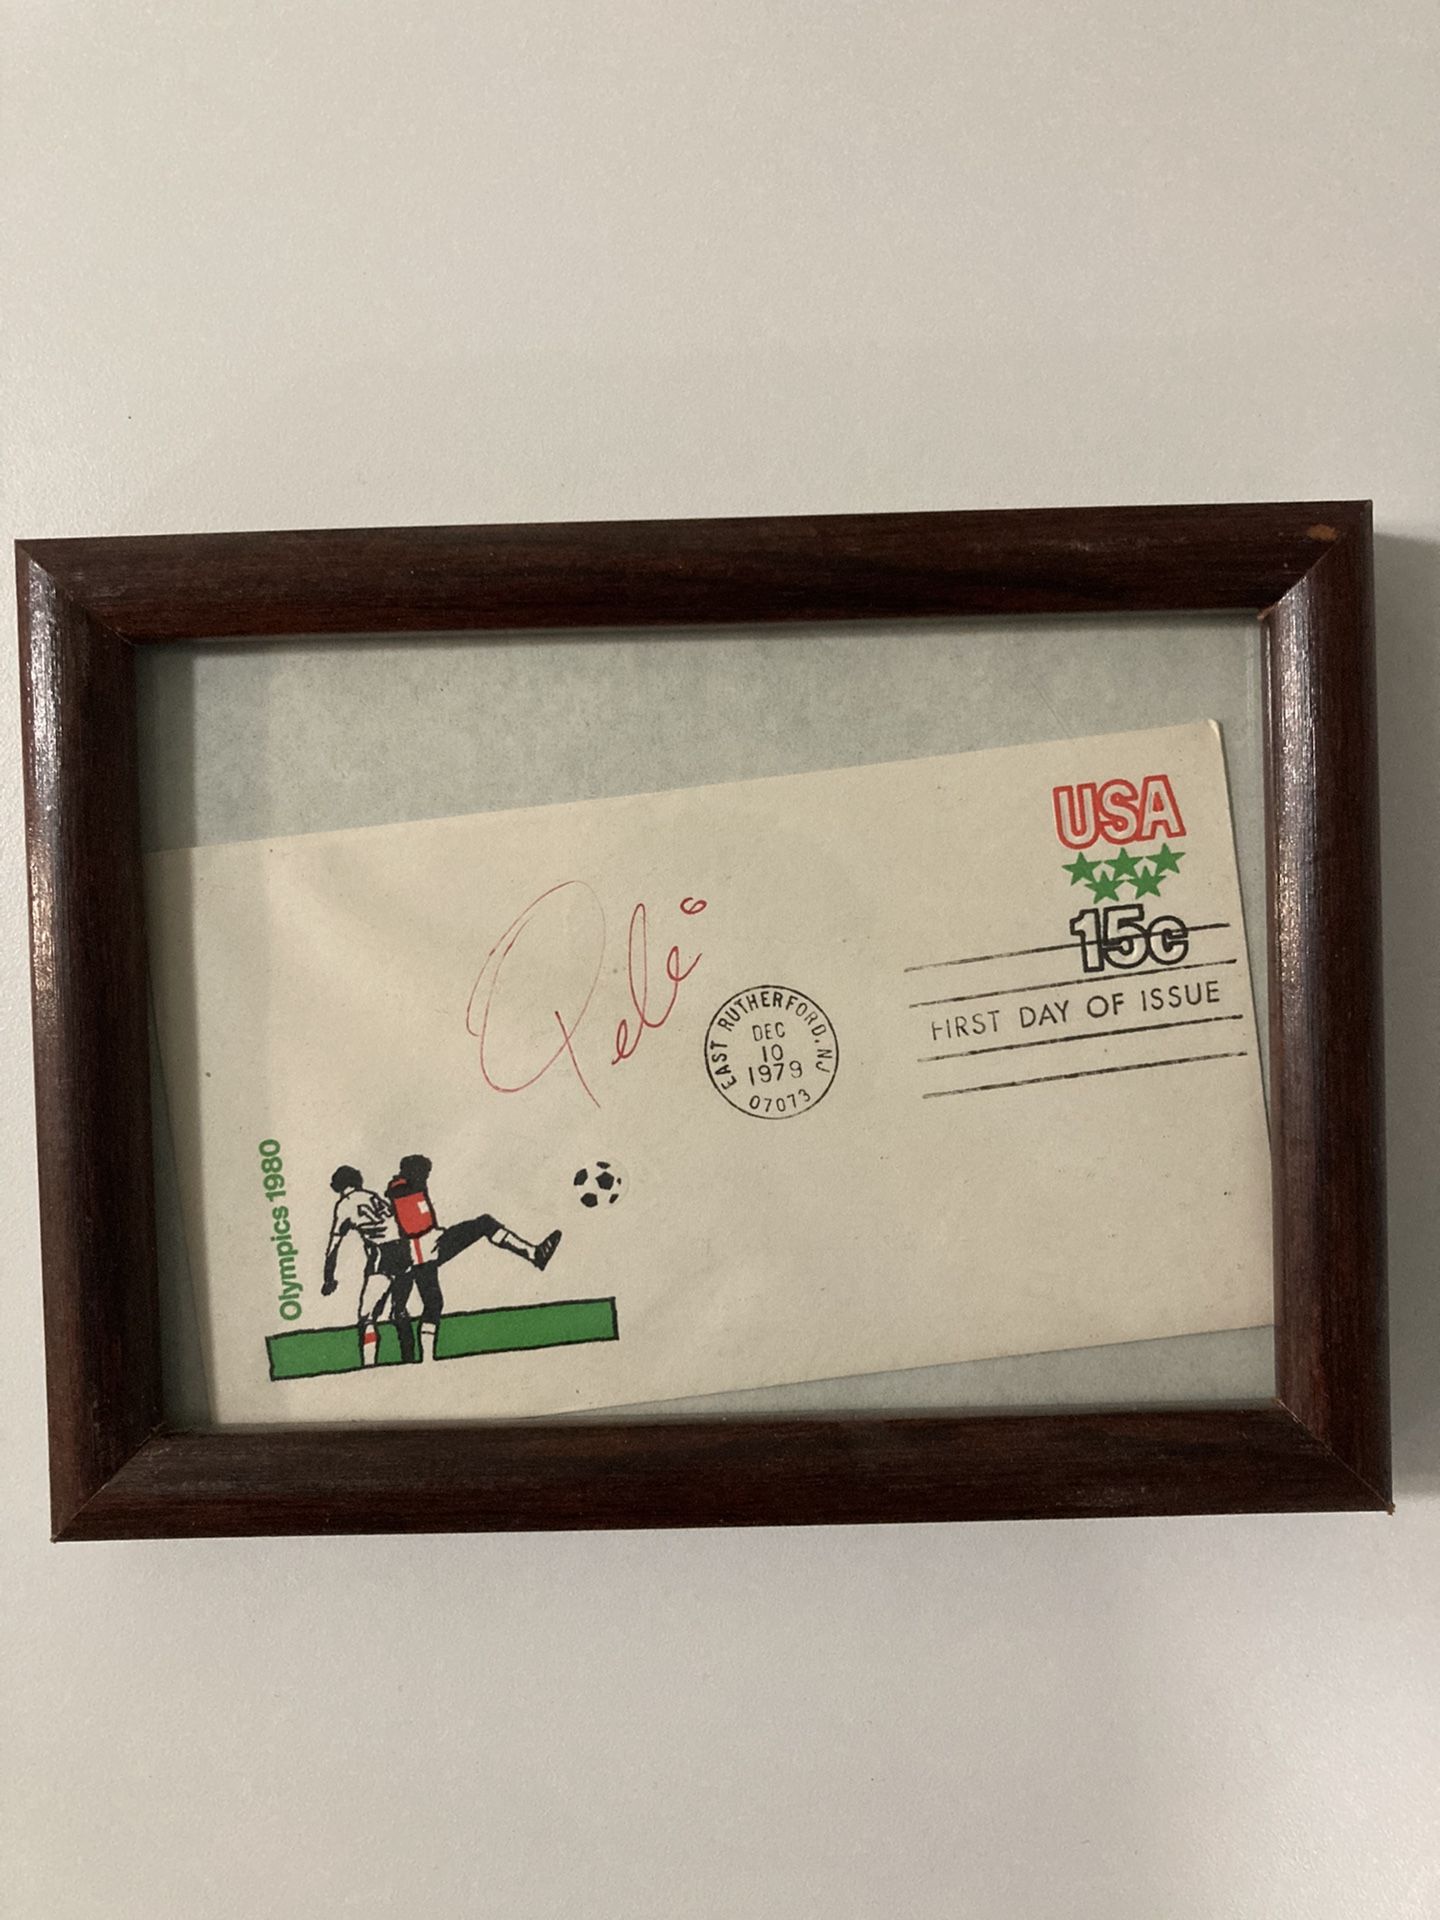 USA
15c
Pelé
EAST RUTHERFORD, NJ
DEC
10
1979
07073
FIRST DAY OF ISSUE
Olympics 1980